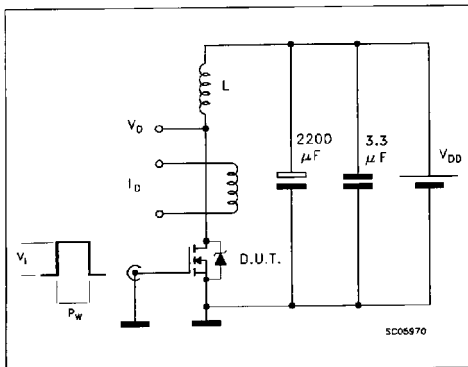 L
V_D
2200
μF
3.3
μF
V_DD
I_D
D.U.T.
V_i
P_W
SC05970